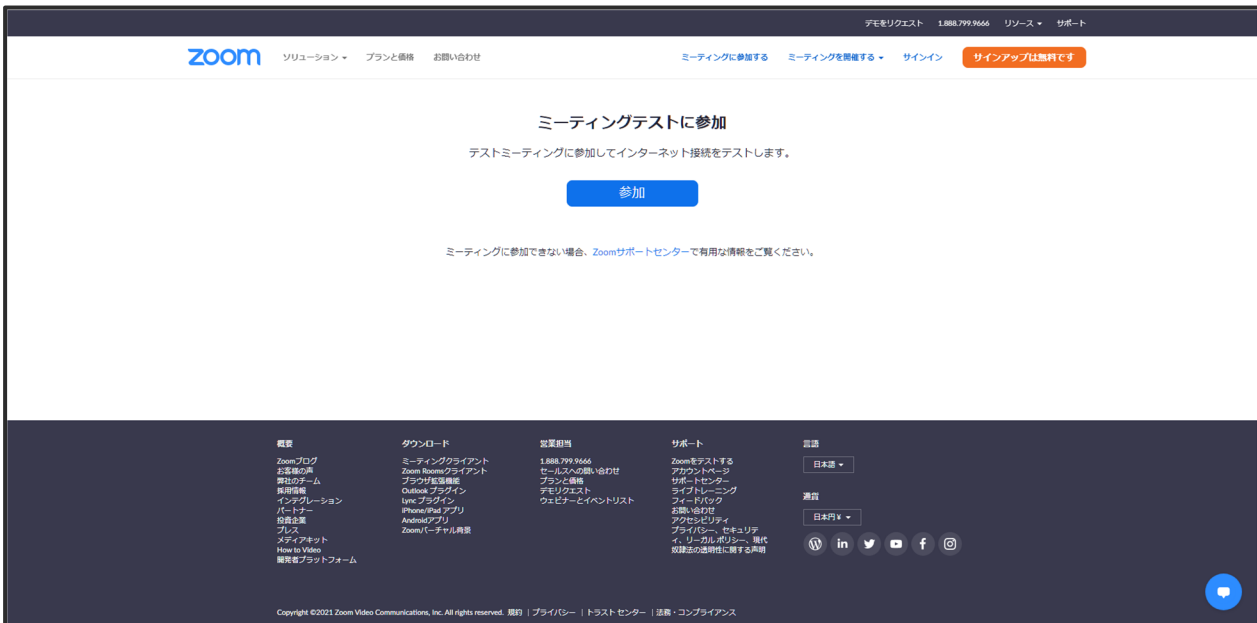 デモをリクエスト 1.888.799.9666 リソース サポート
zoom ソリューション プランと価格 お問い合わせ ミーティングに参加する ミーティングを開催する サインイン サインアップは無料です
ミーティングテストに参加
テストミーティングに参加してインターネット接続をテストします。
参加
ミーティングに参加できない場合、Zoomサポートセンターで有用な情報をご覧ください。
概要
Zoomブログ
お客様の声
弊社のチーム
採用情報
インテグレーション
パートナー
投資企業
プレス
メディアキット
How to Video
開発者プラットフォーム
ダウンロード
ミーティングクライアント
Zoom Roomsクライアント
ブラウザ拡張機能
Outlook プラグイン
Lync プラグイン
iPhone/iPad アプリ
Androidアプリ
Zoomバーチャル背景
営業担当
1.888.799.9666
セールスへの問い合わせ
プランと価格
デモリクエスト
ウェビナーとイベントリスト
サポート
Zoomをテストする
アカウントページ
サポートセンター
ライブトレーニング
フィードバック
お問い合わせ
アクセシビリティ
プライバシー、セキュリテ
ィ、リーガル ポリシー、現代
奴隷法の透明性に関する声明
言語
日本語
通貨
日本円 ¥
Copyright ©2021 Zoom Video Communications, Inc. All rights reserved. 規約 | プライバシー | トラスト センター | 法務・コンプライアンス